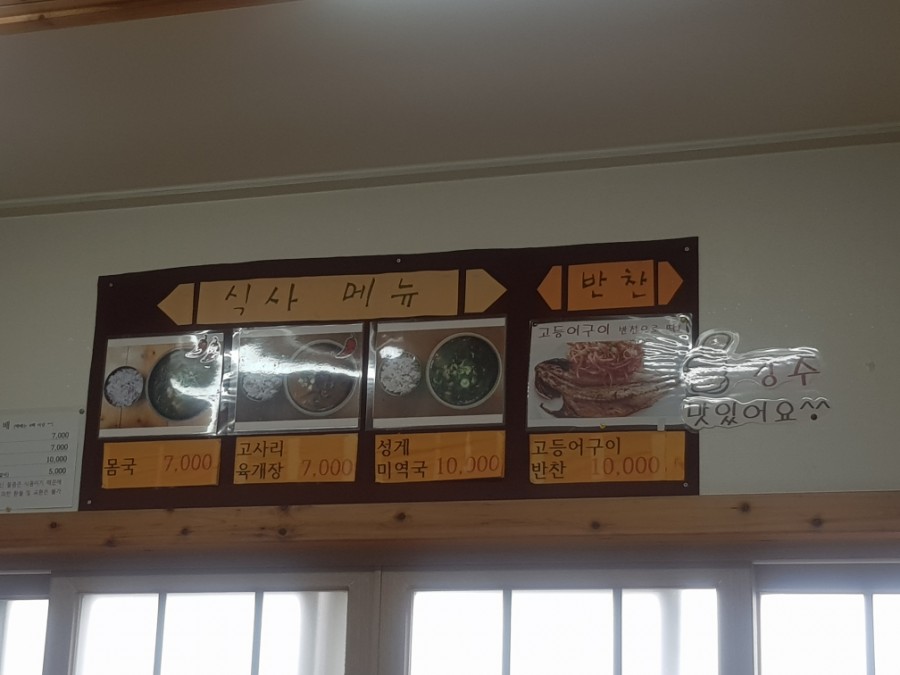 식사 메뉴
반찬
고등어구이
강추
맛있어요^^
몸국 7,000
고사리
육개장 7,000
성게
미역국 10,000
고등어구이
반찬 10,000
7,000
7,000
10,000
5,000